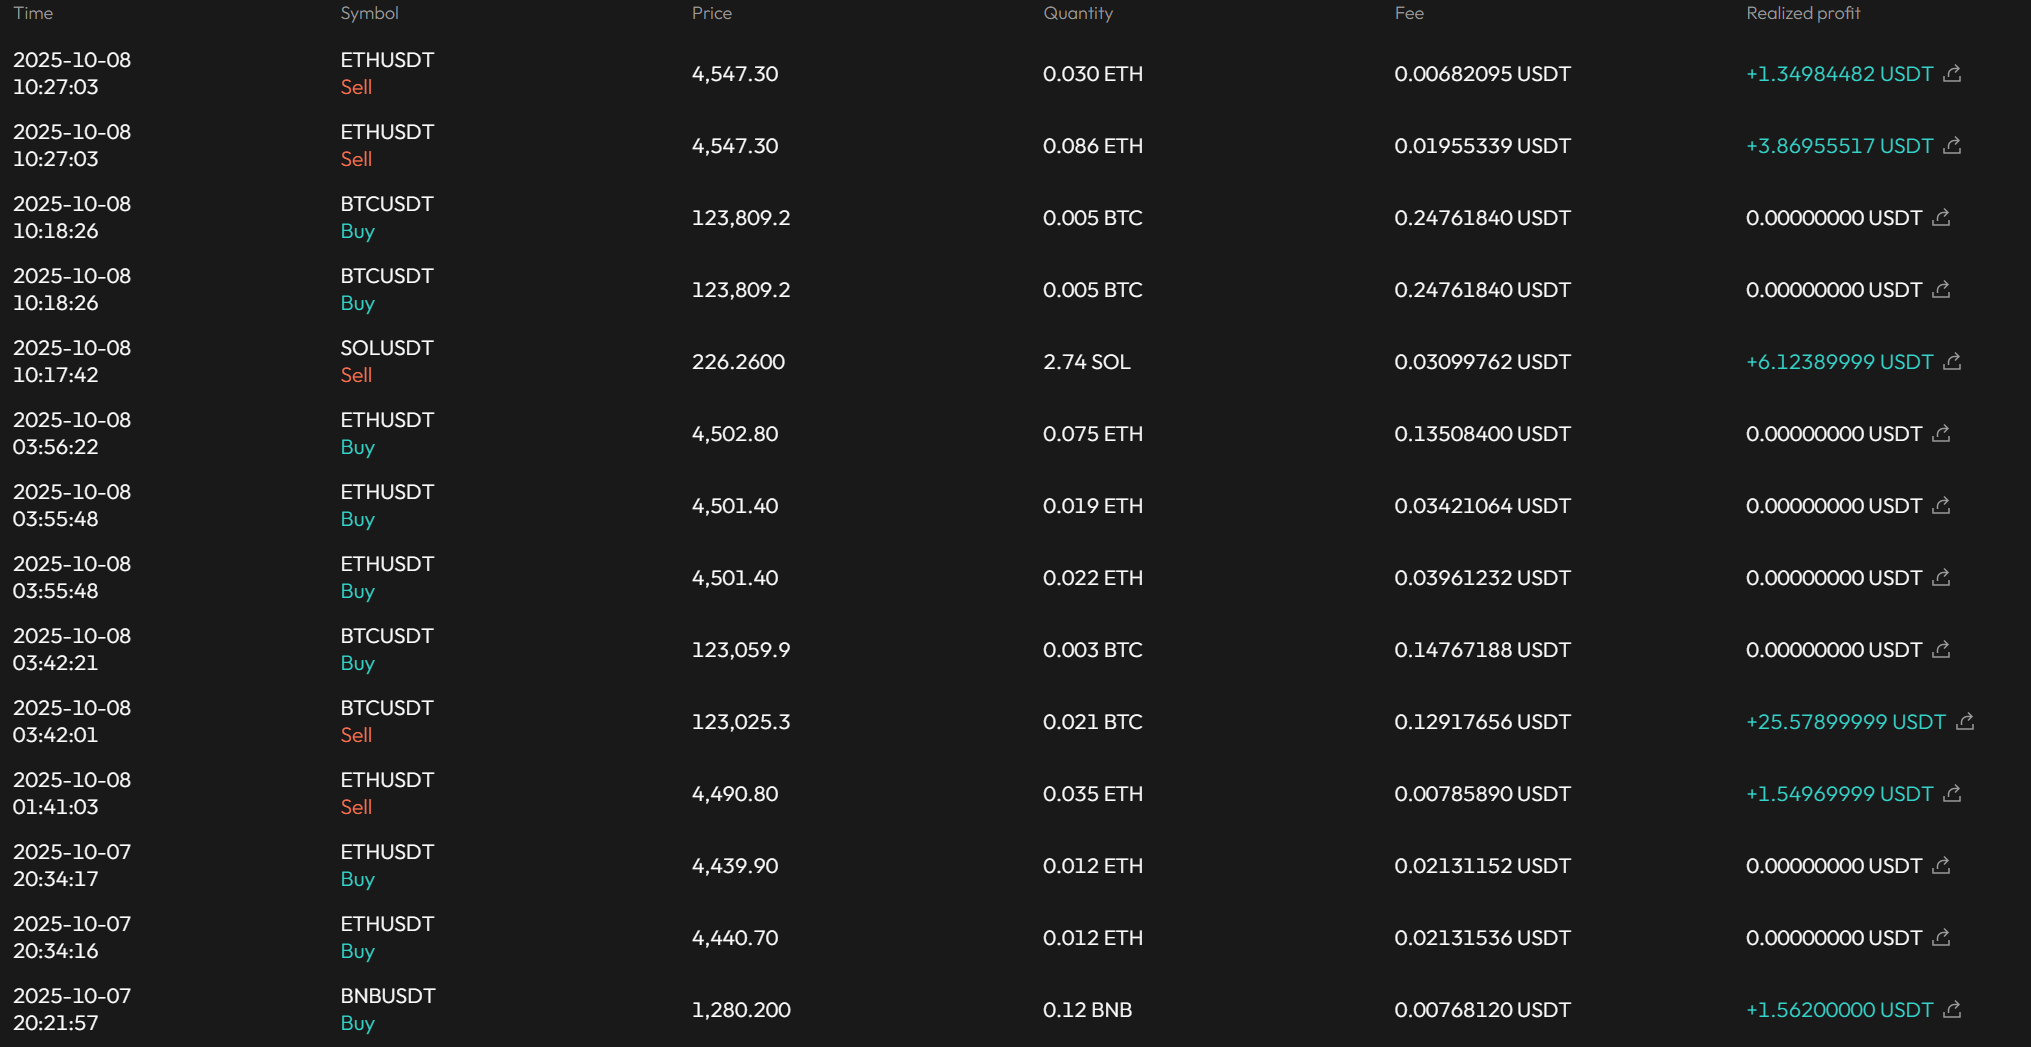 Time Symbol Price Quantity Fee Realized profit
2025-10-08 ETHUSDT
4,547.30 0.030 ETH 0.00682095 USDT +1.34984482 USDT
10:27:03 Sell
2025-10-08 ETHUSDT
4,547.30 0.086 ETH 0.01955339 USDT +3.86955517 USDT
10:27:03 Sell
2025-10-08 BTCUSDT
123,809.2 0.005 BTC 0.24761840 USDT 0.00000000 USDT
10:18:26 Buy
2025-10-08 BTCUSDT
123,809.2 0.005 BTC 0.24761840 USDT 0.00000000 USDT
10:18:26 Buy
2025-10-08 SOLUSDT
226.2600 2.74 SOL 0.03099762 USDT +6.12389999 USDT
10:17:42 Sell
2025-10-08 ETHUSDT
4,502.80 0.075 ETH 0.13508400 USDT 0.00000000 USDT
03:56:22 Buy
2025-10-08 ETHUSDT
4,501.40 0.019 ETH 0.03421064 USDT 0.00000000 USDT
03:55:48 Buy
2025-10-08 ETHUSDT
4,501.40 0.022 ETH 0.03961232 USDT 0.00000000 USDT
03:55:48 Buy
2025-10-08 BTCUSDT
123,059.9 0.003 BTC 0.14767188 USDT 0.00000000 USDT
03:42:21 Buy
2025-10-08 BTCUSDT
123,025.3 0.021 BTC 0.12917656 USDT +25.57899999 USDT
03:42:01 Sell
2025-10-08 ETHUSDT
4,490.80 0.035 ETH 0.00785890 USDT +1.54969999 USDT
01:41:03 Sell
2025-10-07 ETHUSDT
4,439.90 0.012 ETH 0.02131152 USDT 0.00000000 USDT
20:34:17 Buy
2025-10-07 ETHUSDT
4,440.70 0.012 ETH 0.02131536 USDT 0.00000000 USDT
20:34:16 Buy
2025-10-07 BNBUSDT
1,280.200 0.12 BNB 0.00768120 USDT +1.56200000 USDT
20:21:57 Buy